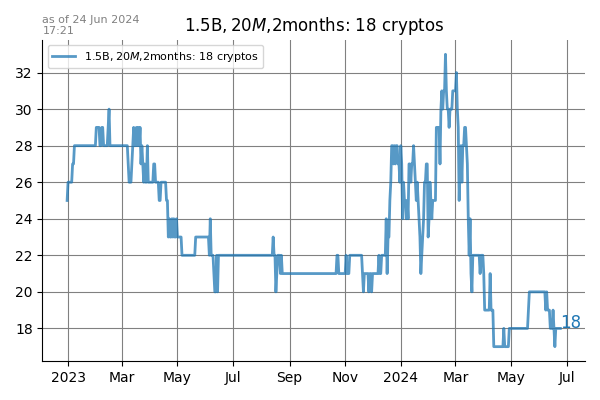 as of 24 Jun 2024
17:21
1.5B,20M,2months: 18 cryptos
1.5B,20M,2months: 18 cryptos
32
30
28
26
24
22
20
18
18
2023 Mar May Jul Sep Nov 2024 Mar May Jul